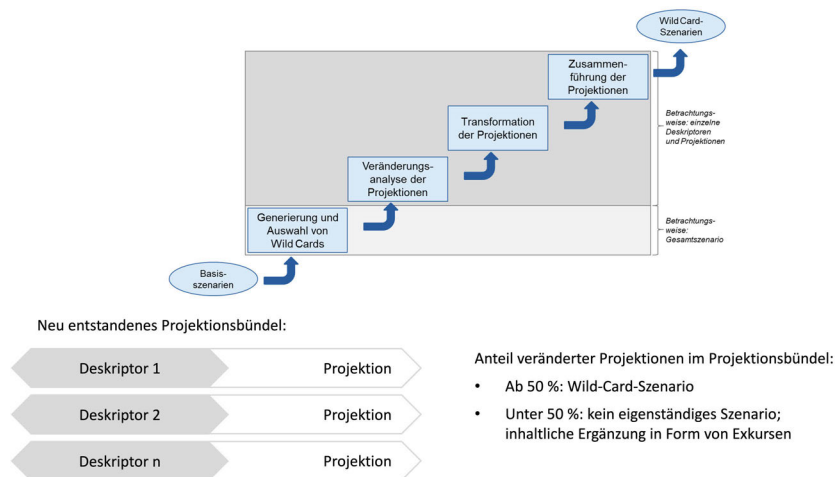 Wild Card-
Szenarien
Zusammen-
führung der
Projektionen
Transformation
der Projektionen
Betrachtungs-
weise: einzelne
Deskriptoren
und Projektionen
Veränderungs-
analyse der
Projektionen
Generierung und
Auswahl von
Wild Cards
Betrachtungs-
weise:
Gesamtszenario
Basis-
szenarien
Neu entstandenes Projektionsbündel:
Deskriptor 1 Projektion
Deskriptor 2 Projektion
Deskriptor n Projektion
Anteil veränderter Projektionen im Projektionsbündel:
• Ab 50 %: Wild-Card-Szenario
• Unter 50 %: kein eigenständiges Szenario;
inhaltliche Ergänzung in Form von Exkursen